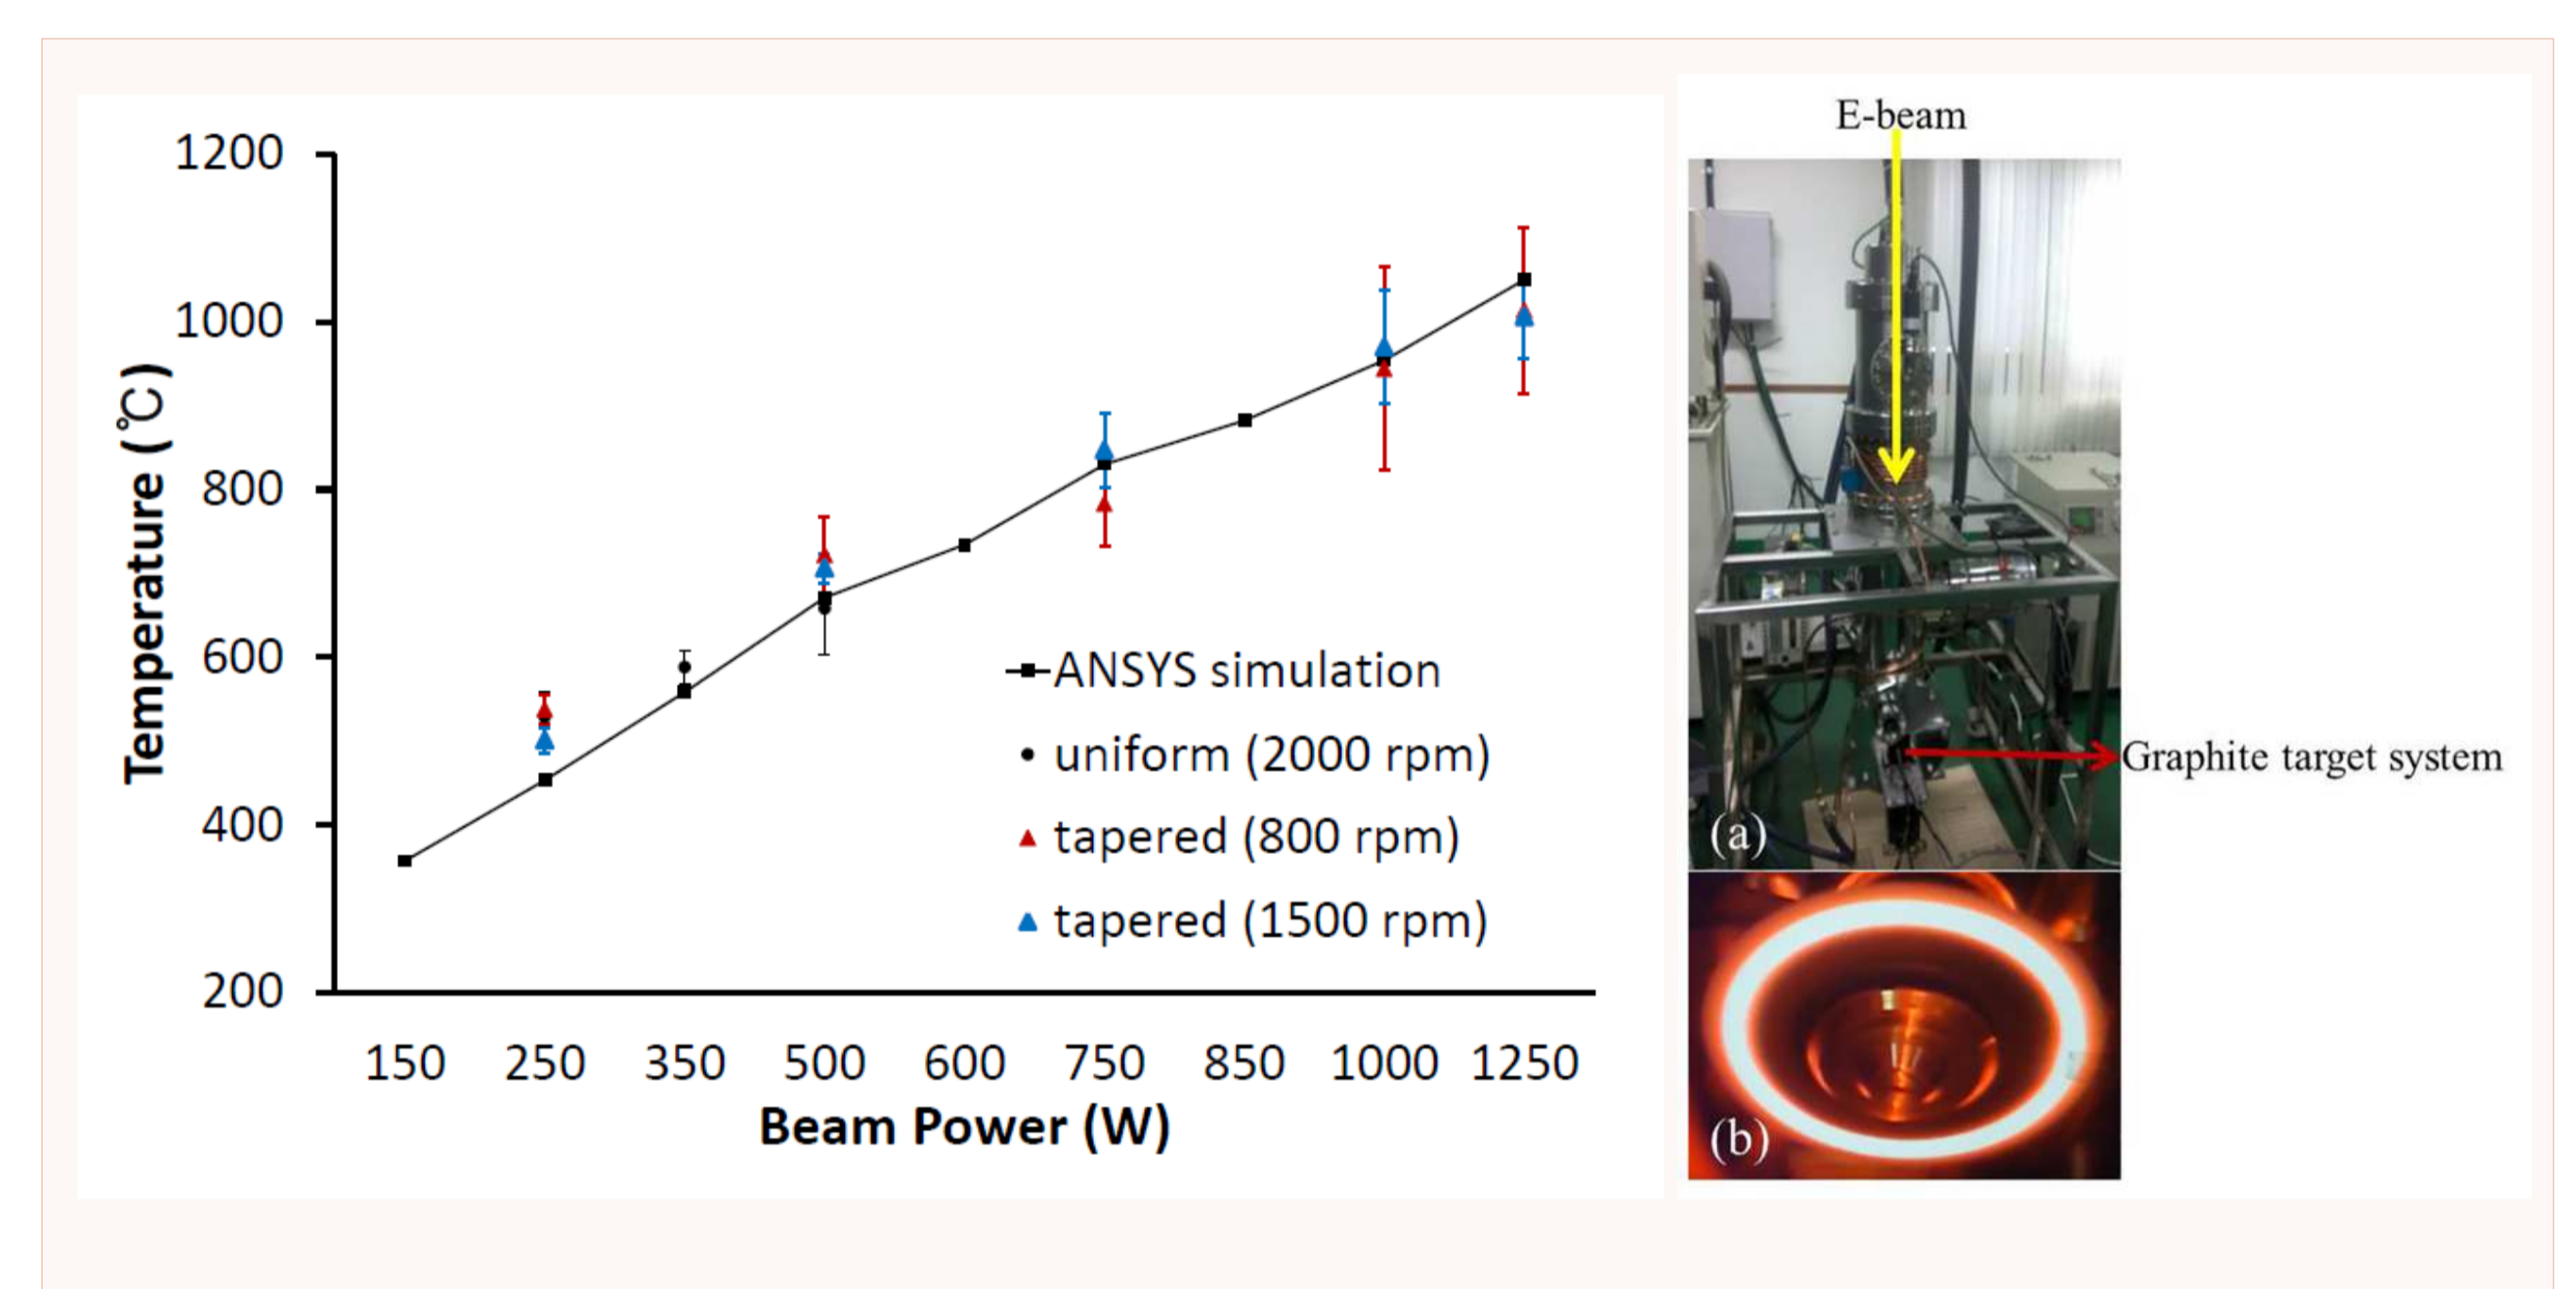 1200
1000
800
600
400
200
Temperature (℃)
150 250 350 500 600 750 850 1000 1250
Beam Power (W)
ANSYS simulation
uniform (2000 rpm)
tapered (800 rpm)
tapered (1500 rpm)
E-beam
Graphite target system
(a)
(b)